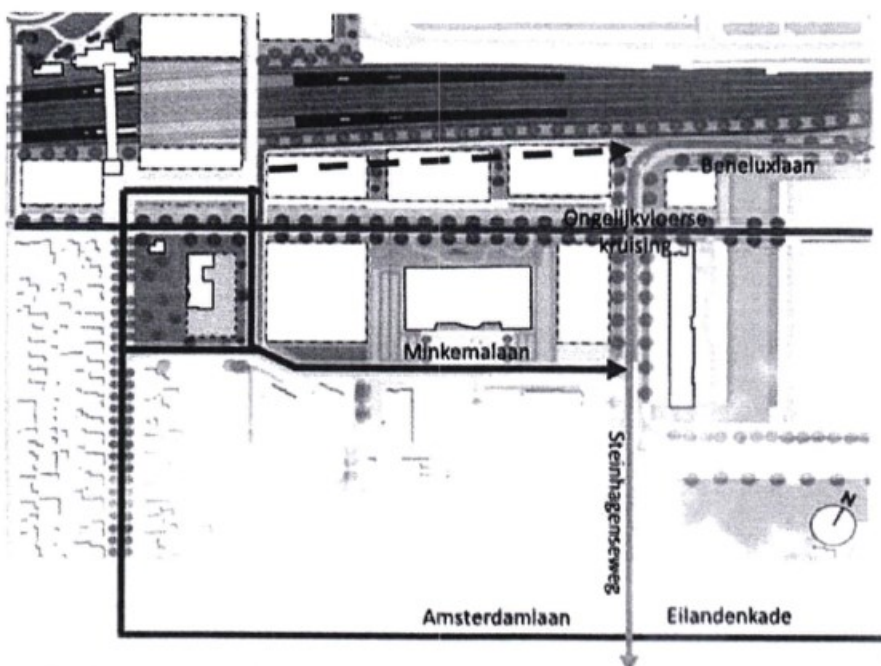 Beneluxlaan
Ongelijkvloerse
kruising
Minkemalaan
Steinhagenseweg
N
Amsterdamlaan
Eilandenkade